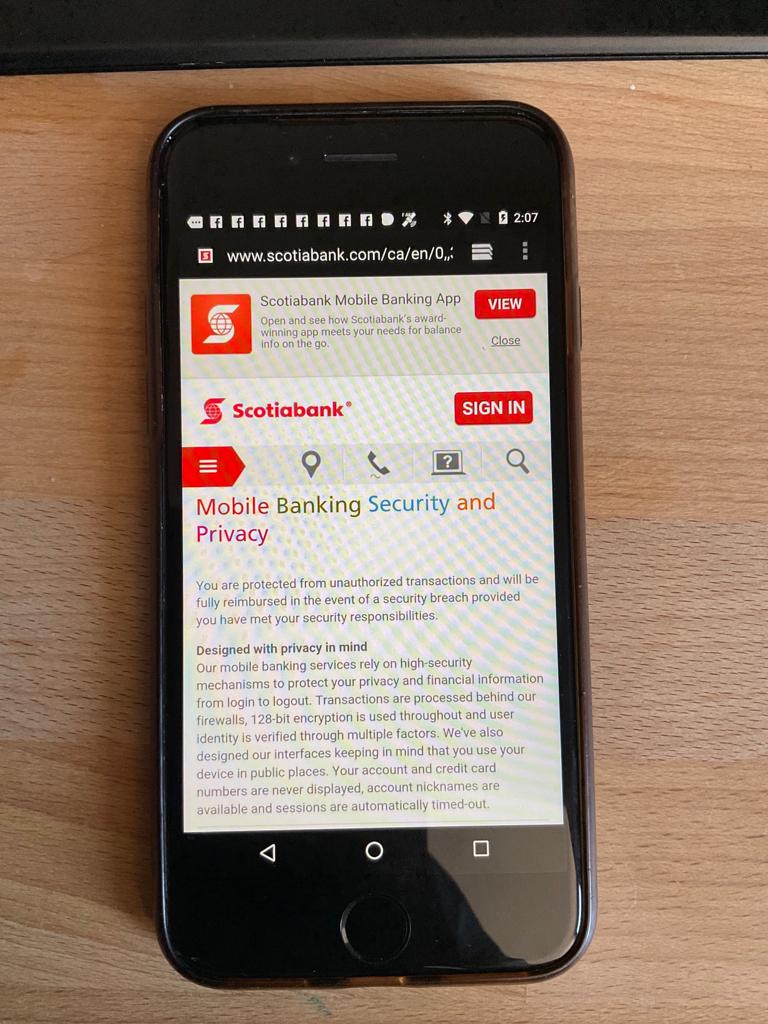 2:07
www.scotiabank.com/ca/en/0,,
Scotiabank Mobile Banking App
VIEW
Open and see how Scotiabank's award-
winning app meets your needs for balance
info on the go.
Close
Scotiabank®
SIGN IN
Mobile Banking Security and
Privacy
You are protected from unauthorized transactions and will be
fully reimbursed in the event of a security breach provided
you have met your security responsibilities.
Designed with privacy in mind
Our mobile banking services rely on high-security
mechanisms to protect your privacy and financial information
from login to logout. Transactions are processed behind our
firewalls, 128-bit encryption is used throughout and user
identity is verified through multiple factors. We've also
designed our interfaces keeping in mind that you use your
device in public places. Your account and credit card
numbers are never displayed, account nicknames are
available and sessions are automatically timed-out.